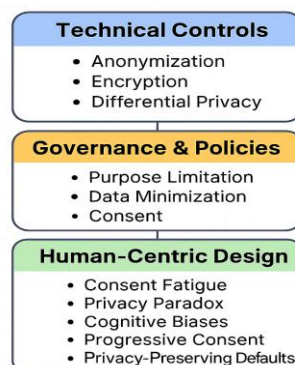 Technical Controls
• Anonymization
• Encryption
• Differential Privacy
Governance & Policies
• Purpose Limitation
• Data Minimization
• Consent
Human-Centric Design
• Consent Fatigue
• Privacy Paradox
• Cognitive Biases
• Progressive Consent
• Privacy-Preserving Defaults